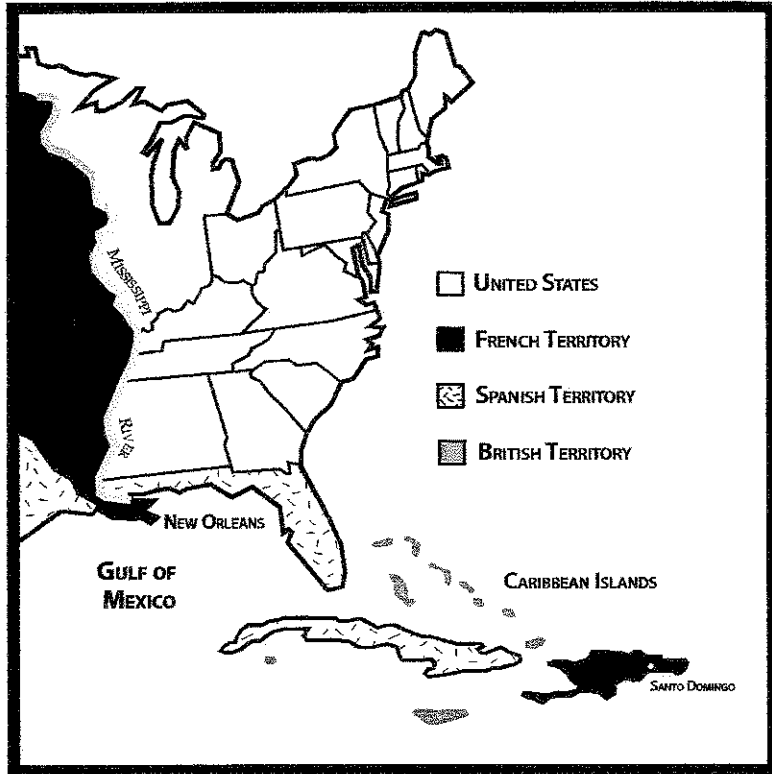 Mississippi
River
United States
French Territory
Spanish Territory
British Territory
New Orleans
Gulf of
Mexico
Caribbean Islands
Santo Domingo